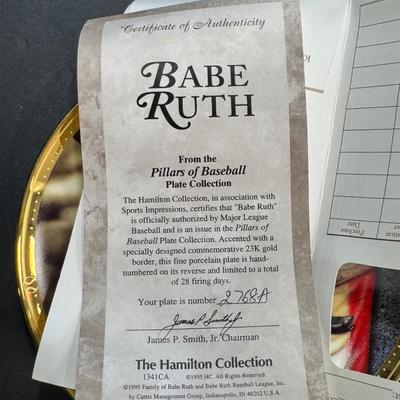 Certificate of Authenticity
BABE
RUTH
From the
Pillars of Baseball
Plate Collection
The Hamilton Collection, in association with
Sports Impressions, certifies that "Babe Ruth"
is officially authorized by Major League
Baseball and is an issue in the Pillars of
Baseball Plate Collection. Accented with a
specially designed commemorative 23K gold
border, this fine porcelain plate is hand-
numbered on its reverse and limited to a total
of 28 firing days.
Your plate is number 2768A
James P. Smith Jr.
James P. Smith, Jr. Chairman
The Hamilton Collection
1341CA ©1995 HC. All Rights Reserved.
©1995 Family of Babe Ruth and Babe Ruth Baseball League, Inc.
by Curtis Management Group, Indianapolis, IN 46202 U.S.A.
Purchase
Date